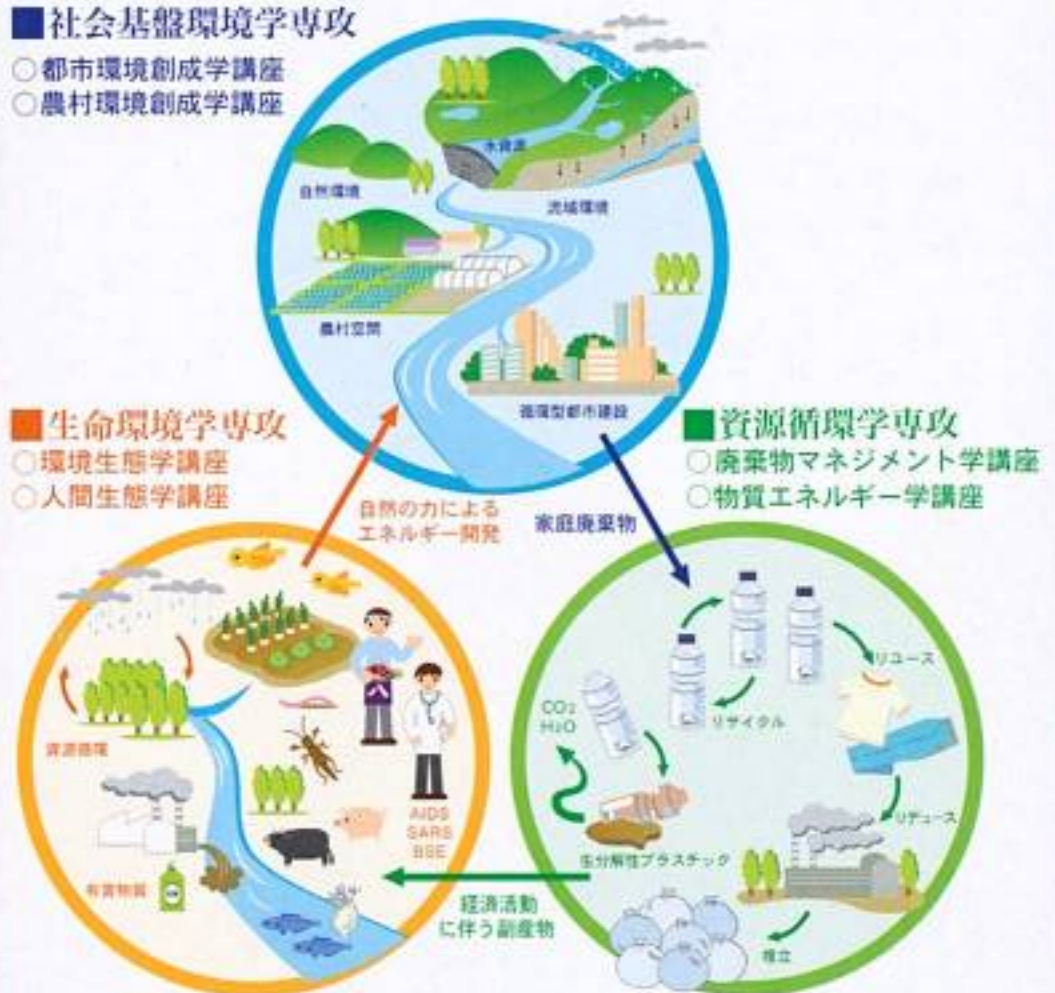 ■社会基盤環境学専攻
○都市環境創成学講座
○農村環境創成学講座
水資源
自然環境
流域環境
農村空間
循環型都市建設
■生命環境学専攻
○環境生態学講座
○人間生態学講座
自然の力による
エネルギー開発
家庭廃棄物
■資源循環学専攻
○廃棄物マネジメント学講座
○物質エネルギー学講座
資源循環
有害物質
AIDS
SARS
BSE
経済活動
に伴う副産物
リユース
リサイクル
CO2
H2O
リデュース
生分解性プラスチック
埋立